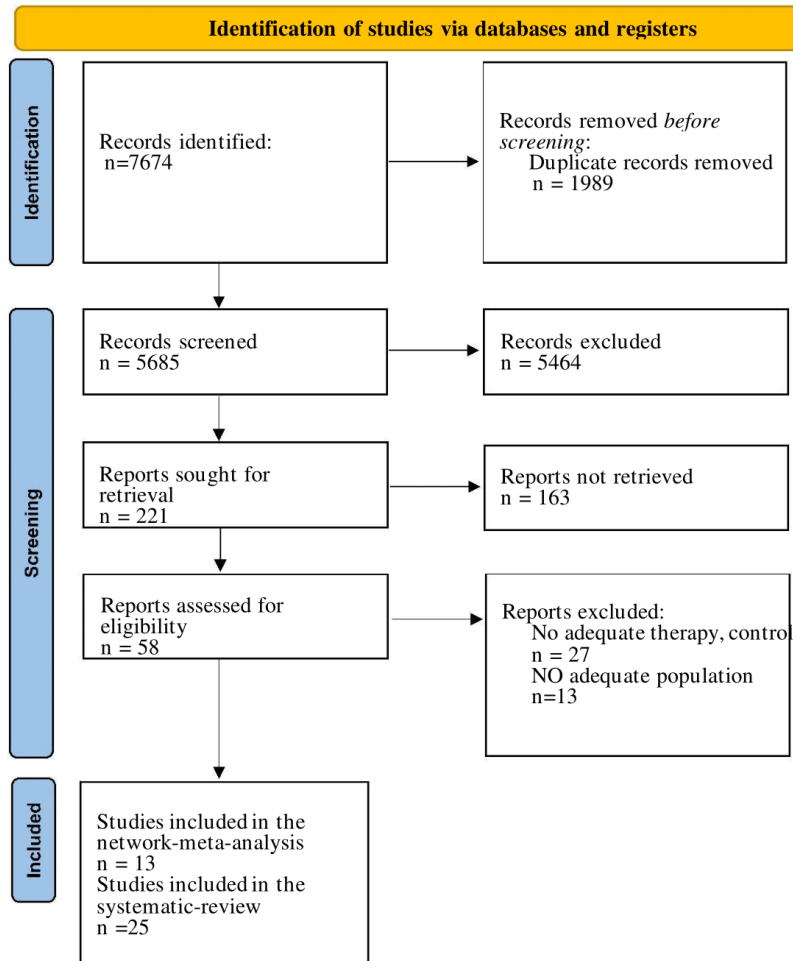 Identification of studies via databases and registers
Identification
Records identified:
n=7674
Records removed before
screening:
Duplicate records removed
n = 1989
Screening
Records screened
n = 5685
Records excluded
n = 5464
Reports sought for
retrieval
n = 221
Reports not retrieved
n = 163
Reports assessed for
eligibility
n = 58
Reports excluded:
No adequate therapy, control
n = 27
NO adequate population
n=13
Included
Studies included in the
network-meta-analysis
n = 13
Studies included in the
systematic-review
n =25